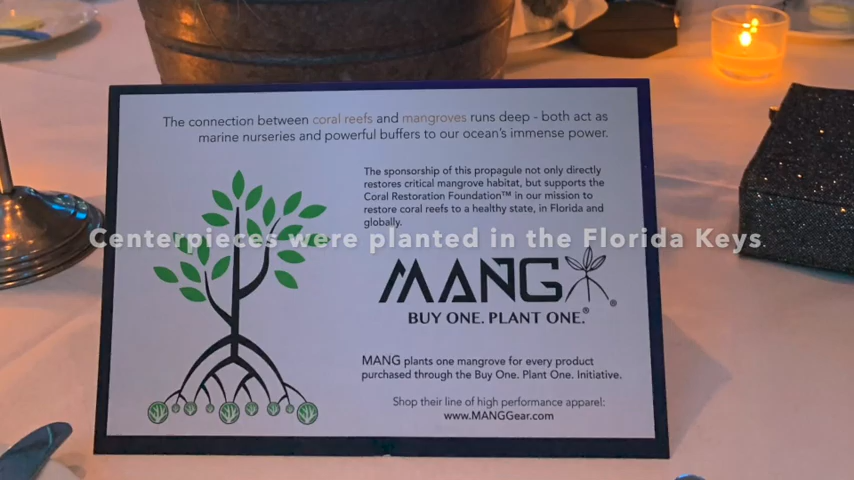 The connection between coral reefs and mangroves runs deep - both act as
marine nurseries and powerful buffers to our ocean's immense power.
The sponsorship of this propagule not only directly
restores critical mangrove habitat, but supports the
Coral Restoration Foundation™ in our mission to
restore coral reefs to a healthy state, in Florida and
globally.
Centerpieces were planted in the Florida Keys.
MANG®
BUY ONE. PLANT ONE.®
MANG plants one mangrove for every product
purchased through the Buy One. Plant One. Initiative.
Shop their line of high performance apparel:
www.MANGGear.com